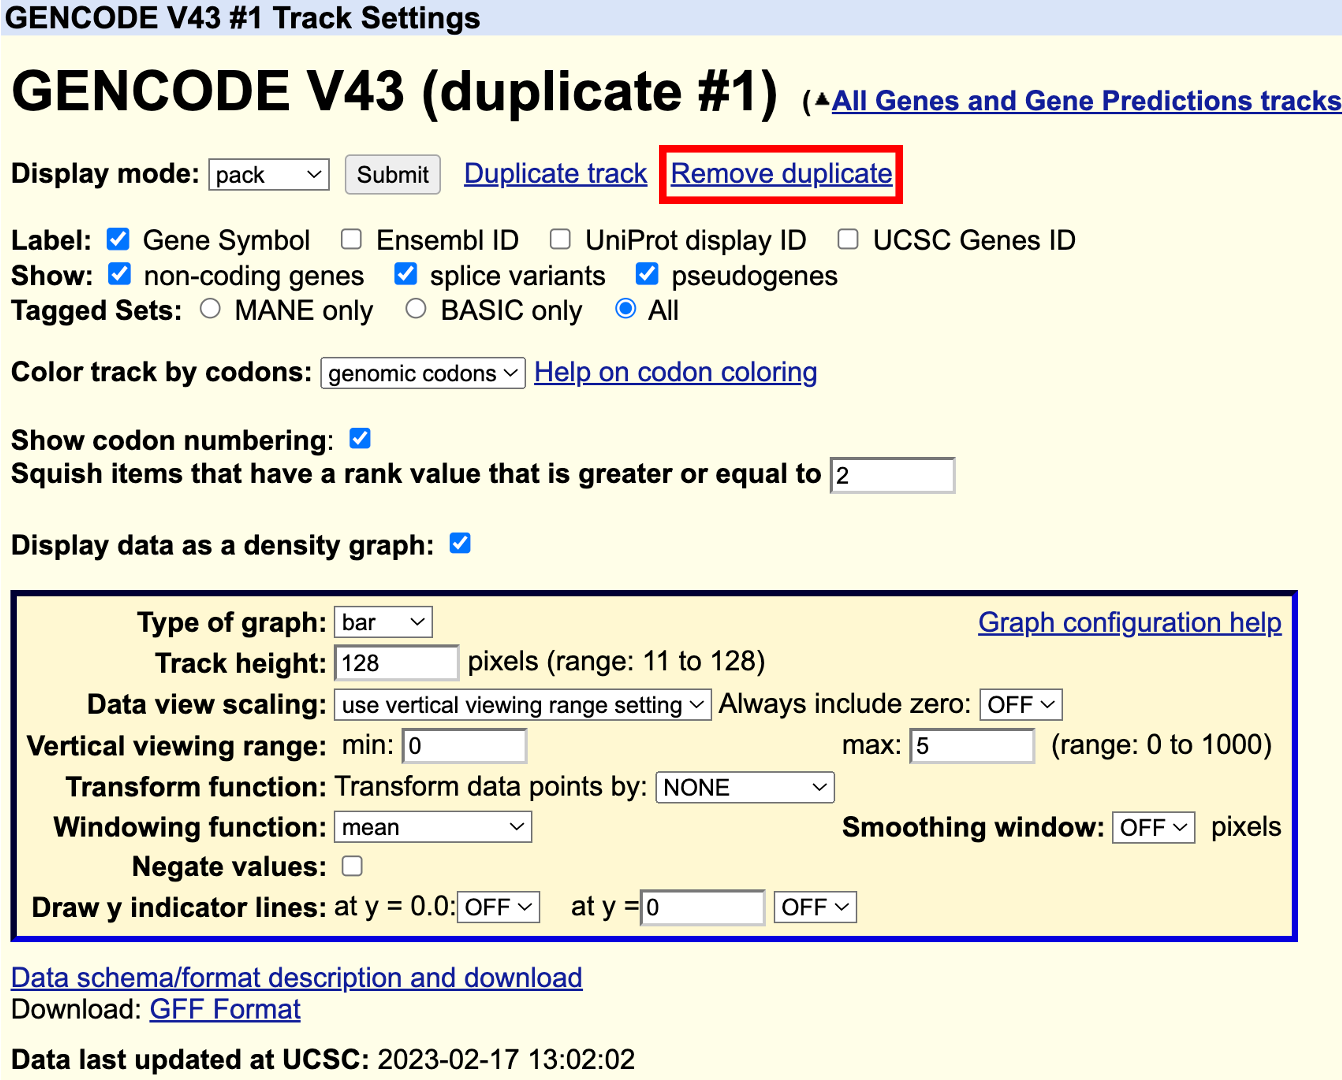 GENCODE V43 #1 Track Settings
GENCODE V43 (duplicate #1) (▲All Genes and Gene Predictions tracks
Display mode: pack Submit Duplicate track Remove duplicate
Label: Gene Symbol Ensembl ID UniProt display ID UCSC Genes ID
Show: non-coding genes splice variants pseudogenes
Tagged Sets: MANE only BASIC only All
Color track by codons: genomic codons Help on codon coloring
Show codon numbering:
Squish items that have a rank value that is greater or equal to 2
Display data as a density graph:
Type of graph: bar Graph configuration help
Track height: 128 pixels (range: 11 to 128)
Data view scaling: use vertical viewing range setting Always include zero: OFF
Vertical viewing range: min: 0 max: 5 (range: 0 to 1000)
Transform function: Transform data points by: NONE
Windowing function: mean Smoothing window: OFF pixels
Negate values:
Draw y indicator lines: at y = 0.0: OFF at y = 0 OFF
Data schema/format description and download
Download: GFF Format
Data last updated at UCSC: 2023-02-17 13:02:02